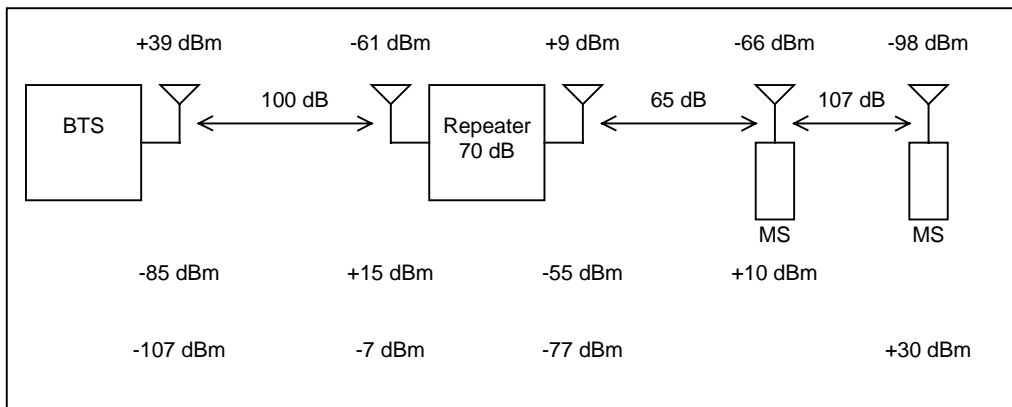 +39 dBm -61 dBm +9 dBm -66 dBm -98 dBm
100 dB 65 dB 107 dB
BTS Repeater
70 dB
MS MS
-85 dBm +15 dBm -55 dBm +10 dBm
-107 dBm -7 dBm -77 dBm +30 dBm